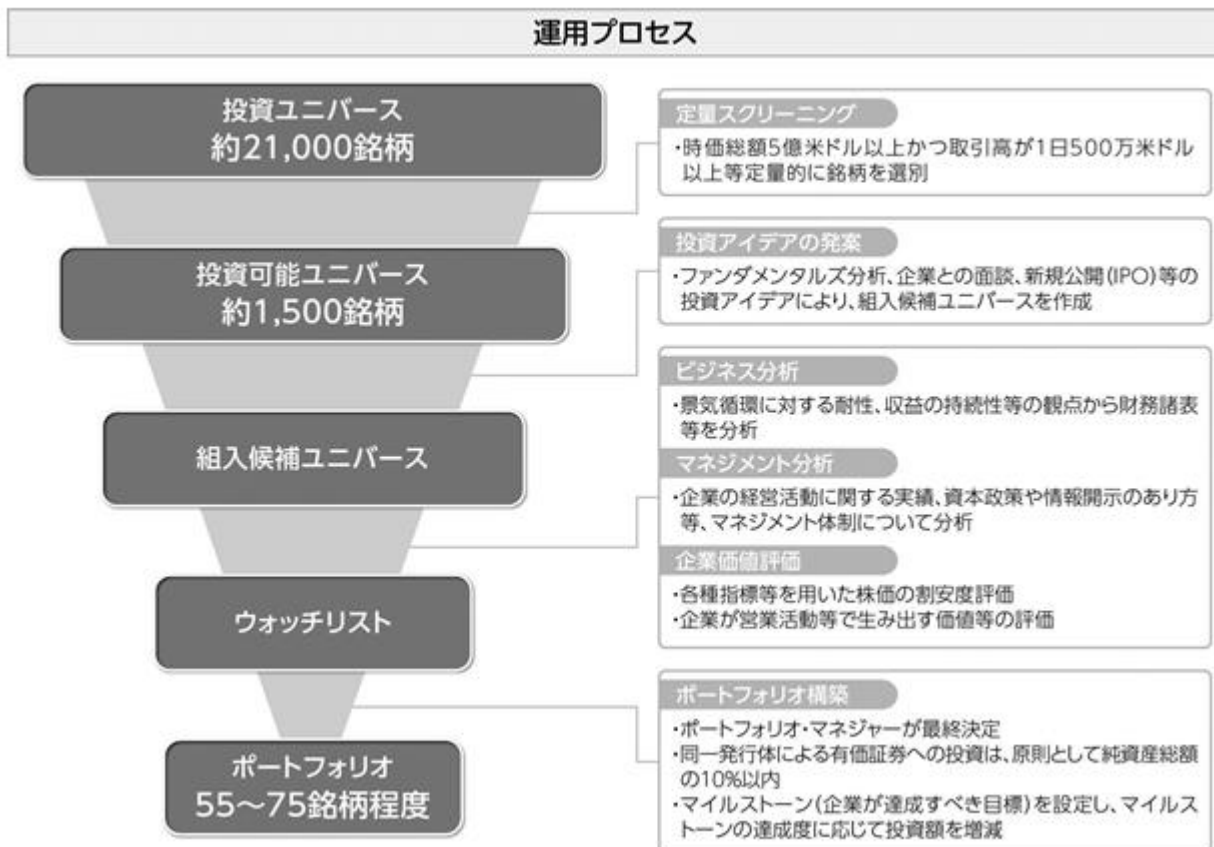 運用プロセス
投資ユニバース
約21,000銘柄
定量スクリーニング
・時価総額5億米ドル以上かつ取引高が1日500万米ドル
以上等定量的に銘柄を選別
投資可能ユニバース
約1,500銘柄
投資アイデアの発案
・ファンダメンタルズ分析、企業との面談、新規公開(IPO)等の
投資アイデアにより、組入候補ユニバースを作成
組入候補ユニバース
ビジネス分析
・景気循環に対する耐性、収益の持続性等の観点から財務諸表
等を分析
マネジメント分析
・企業の経営活動に関する実績、資本政策や情報開示のあり方
等、マネジメント体制について分析
企業価値評価
・各種指標等を用いた株価の割安度評価
・企業が営業活動等で生み出す価値等の評価
ウォッチリスト
ポートフォリオ構築
・ポートフォリオ・マネジャーが最終決定
・同一発行体による有価証券への投資は、原則として純資産総額
の10%以内
・マイルストーン(企業が達成すべき目標)を設定し、マイルス
トーンの達成度に応じて投資額を増減
ポートフォリオ
55～75銘柄程度